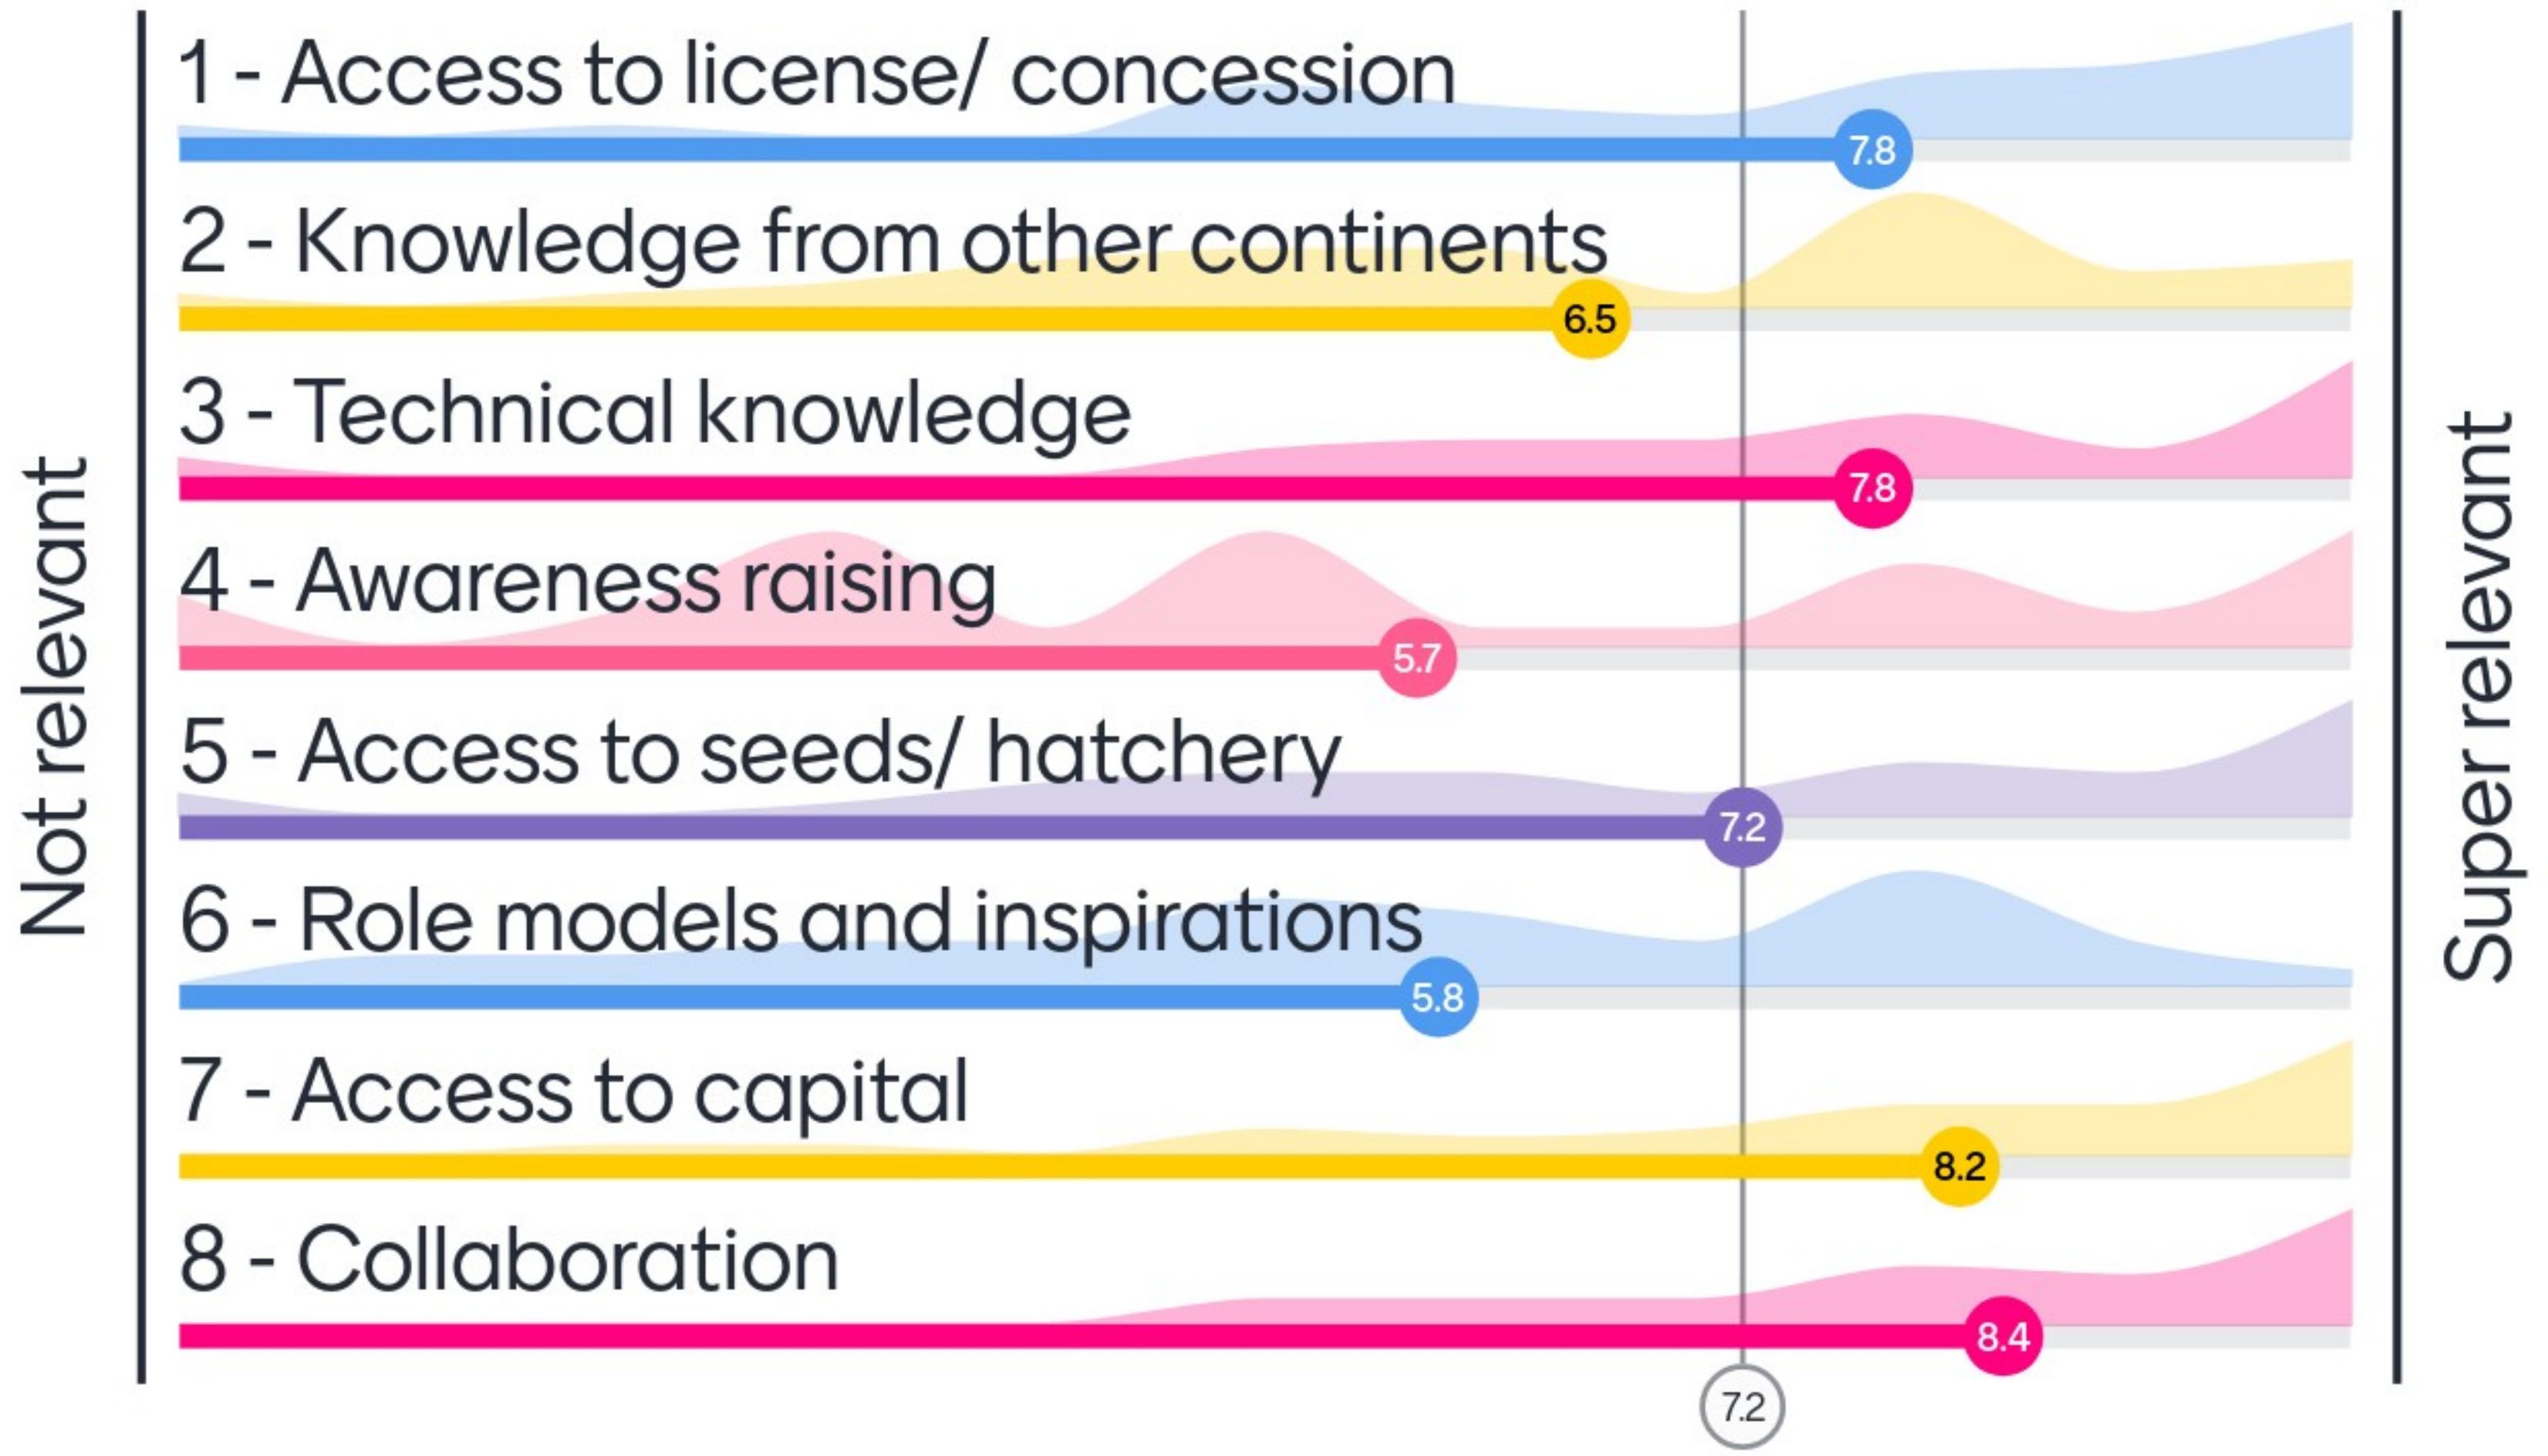 1 - Access to license/ concession
7.8
2 - Knowledge from other continents
6.5
3 - Technical knowledge
7.8
4 - Awareness raising
5.7
5 - Access to seeds/ hatchery
7.2
6 - Role models and inspirations
5.8
7 - Access to capital
8.2
8 - Collaboration
8.4
7.2
Not relevant
Super relevant